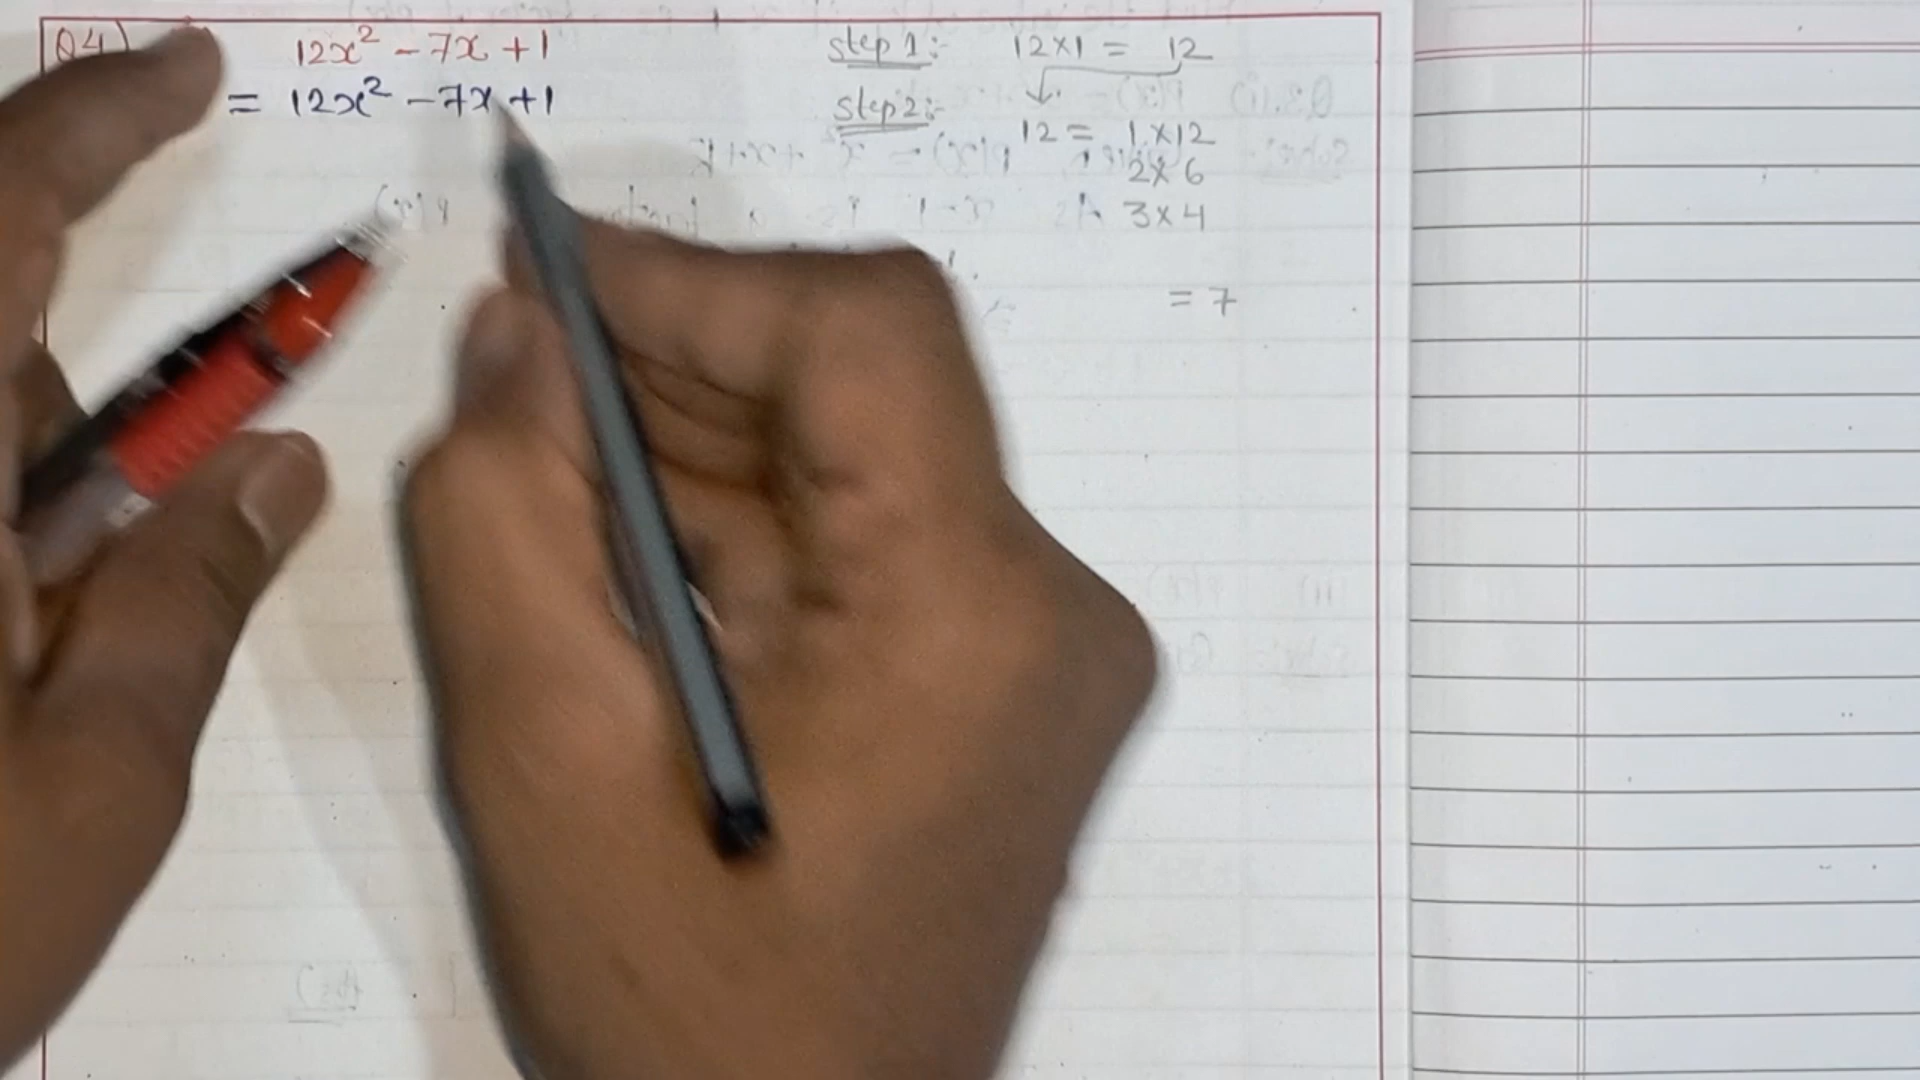 Q4) 12x² - 7x + 1
= 12x² - 7x + 1
step 1:- 12×1 = 12
step 2:-
12 = 1×12
2×6
3×4
= 7